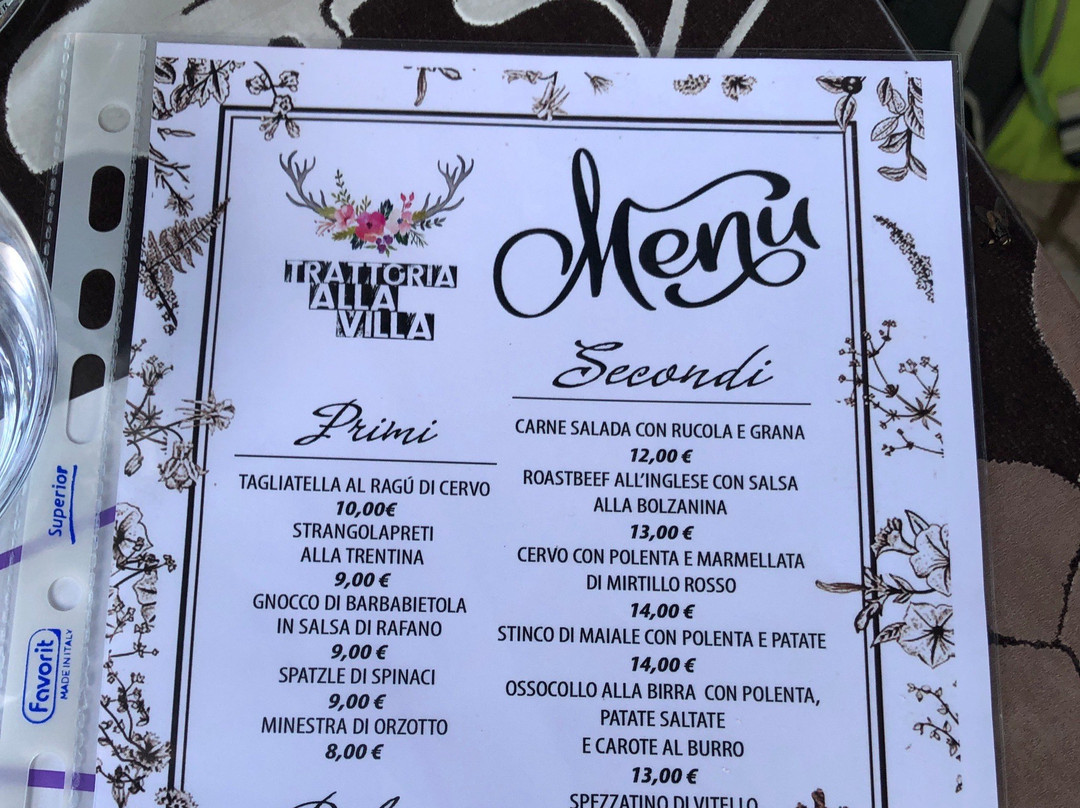 TRATTORIA
ALLA
VILLA
Menù
Primi
TAGLIATELLA AL RAGÚ DI CERVO
10,00€
STRANGOLAPRETI
ALLA TRENTINA
9,00 €
GNOCCO DI BARBABIETOLA
IN SALSA DI RAFANO
9,00 €
SPATZLE DI SPINACI
9,00 €
MINESTRA DI ORZOTTO
8,00 €
Secondi
CARNE SALADA CON RUCOLA E GRANA
12,00 €
ROASTBEEF ALL'INGLESE CON SALSA
ALLA BOLZANINA
13,00 €
CERVO CON POLENTA E MARMELLATA
DI MIRTILLO ROSSO
14,00 €
STINCO DI MAIALE CON POLENTA E PATATE
14,00 €
OSSOCOLLO ALLA BIRRA CON POLENTA,
PATATE SALTATE
E CAROTE AL BURRO
13,00 €
SPEZZATINO DI VITELLO
Superior
Favorit
MADE IN ITALY